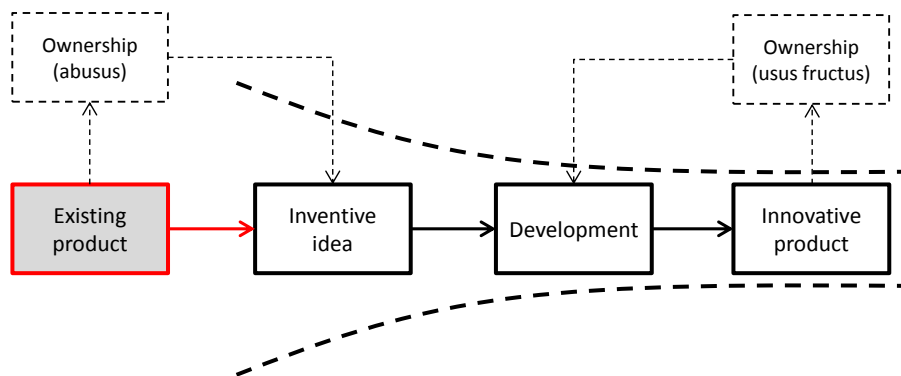 Ownership
(abusus)
Ownership
(usus fructus)
Existing
product
Inventive
idea
Development
Innovative
product